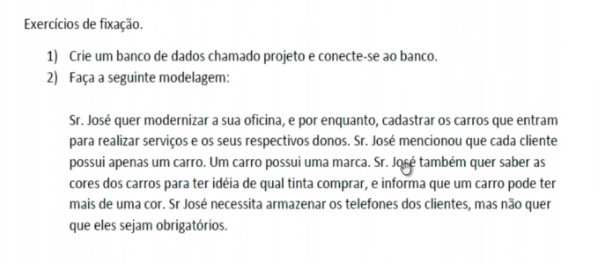 Exercícios de fixação.
1) Crie um banco de dados chamado projeto e conecte-se ao banco.
2) Faça a seguinte modelagem:
Sr. José quer modernizar a sua oficina, e por enquanto, cadastrar os carros que entram
para realizar serviços e os seus respectivos donos. Sr. José mencionou que cada cliente
possui apenas um carro. Um carro possui uma marca. Sr. José também quer saber as
cores dos carros para ter idéia de qual tinta comprar, e informa que um carro pode ter
mais de uma cor. Sr José necessita armazenar os telefones dos clientes, mas não quer
que eles sejam obrigatórios.